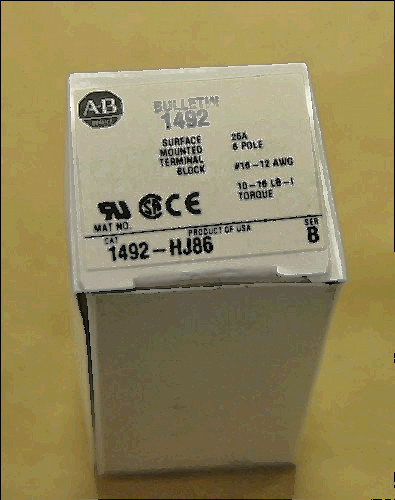 AB
BULLETIN
1492
SURFACE
MOUNTED
TERMINAL
BLOCK
25A
6 POLE
#16-12 AWG
10-16 LB-I
TORQUE
MAT NO.
PRODUCT OF USA
CAT
1492-HJ86
SER
B